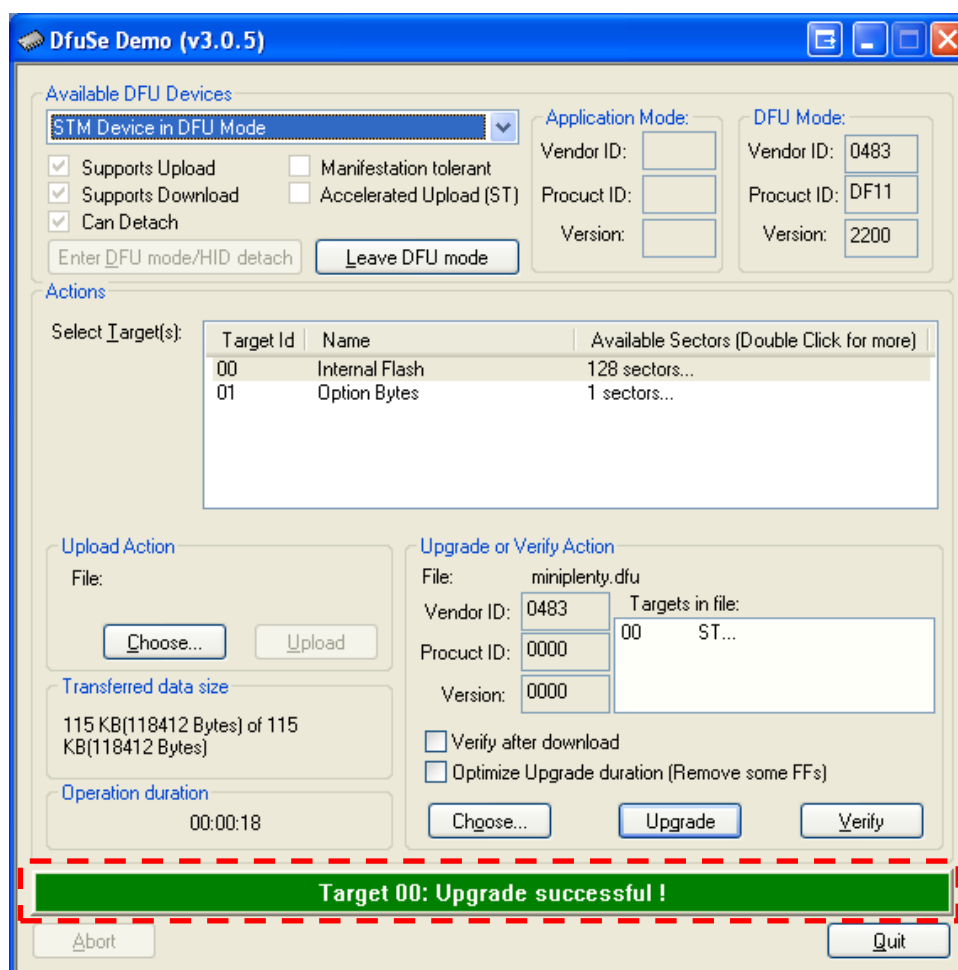 DfuSe Demo (v3.0.5)
Available DFU Devices
STM Device in DFU Mode
Supports Upload
Manifestation tolerant
Supports Download
Accelerated Upload (ST)
Can Detach
Enter DFU mode/HID detach
Leave DFU mode
Application Mode:
Vendor ID:
Procuct ID:
Version:
DFU Mode:
Vendor ID: 0483
Procuct ID: DF11
Version: 2200
Actions
Select Target(s):
Target Id Name Available Sectors (Double Click for more)
00 Internal Flash 128 sectors...
01 Option Bytes 1 sectors...
Upload Action
File:
Choose...
Upload
Transferred data size
115 KB(118412 Bytes) of 115
KB(118412 Bytes)
Operation duration
00:00:18
Upgrade or Verify Action
File: miniplenty.dfu
Vendor ID: 0483
Procuct ID: 0000
Version: 0000
Targets in file:
00 ST...
Verify after download
Optimize Upgrade duration (Remove some FFs)
Choose...
Upgrade
Verify
Target 00: Upgrade successful !
Abort
Quit